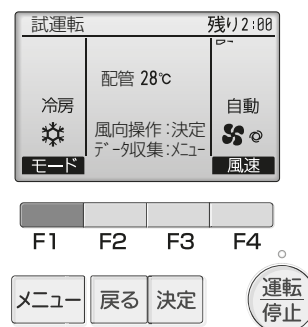 試運転 残り2:00
配管 28℃
冷房 自動
風向操作:決定
データ収集:メニュー
モード 風速
F1 F2 F3 F4
メニュー 戻る 決定 運転
停止